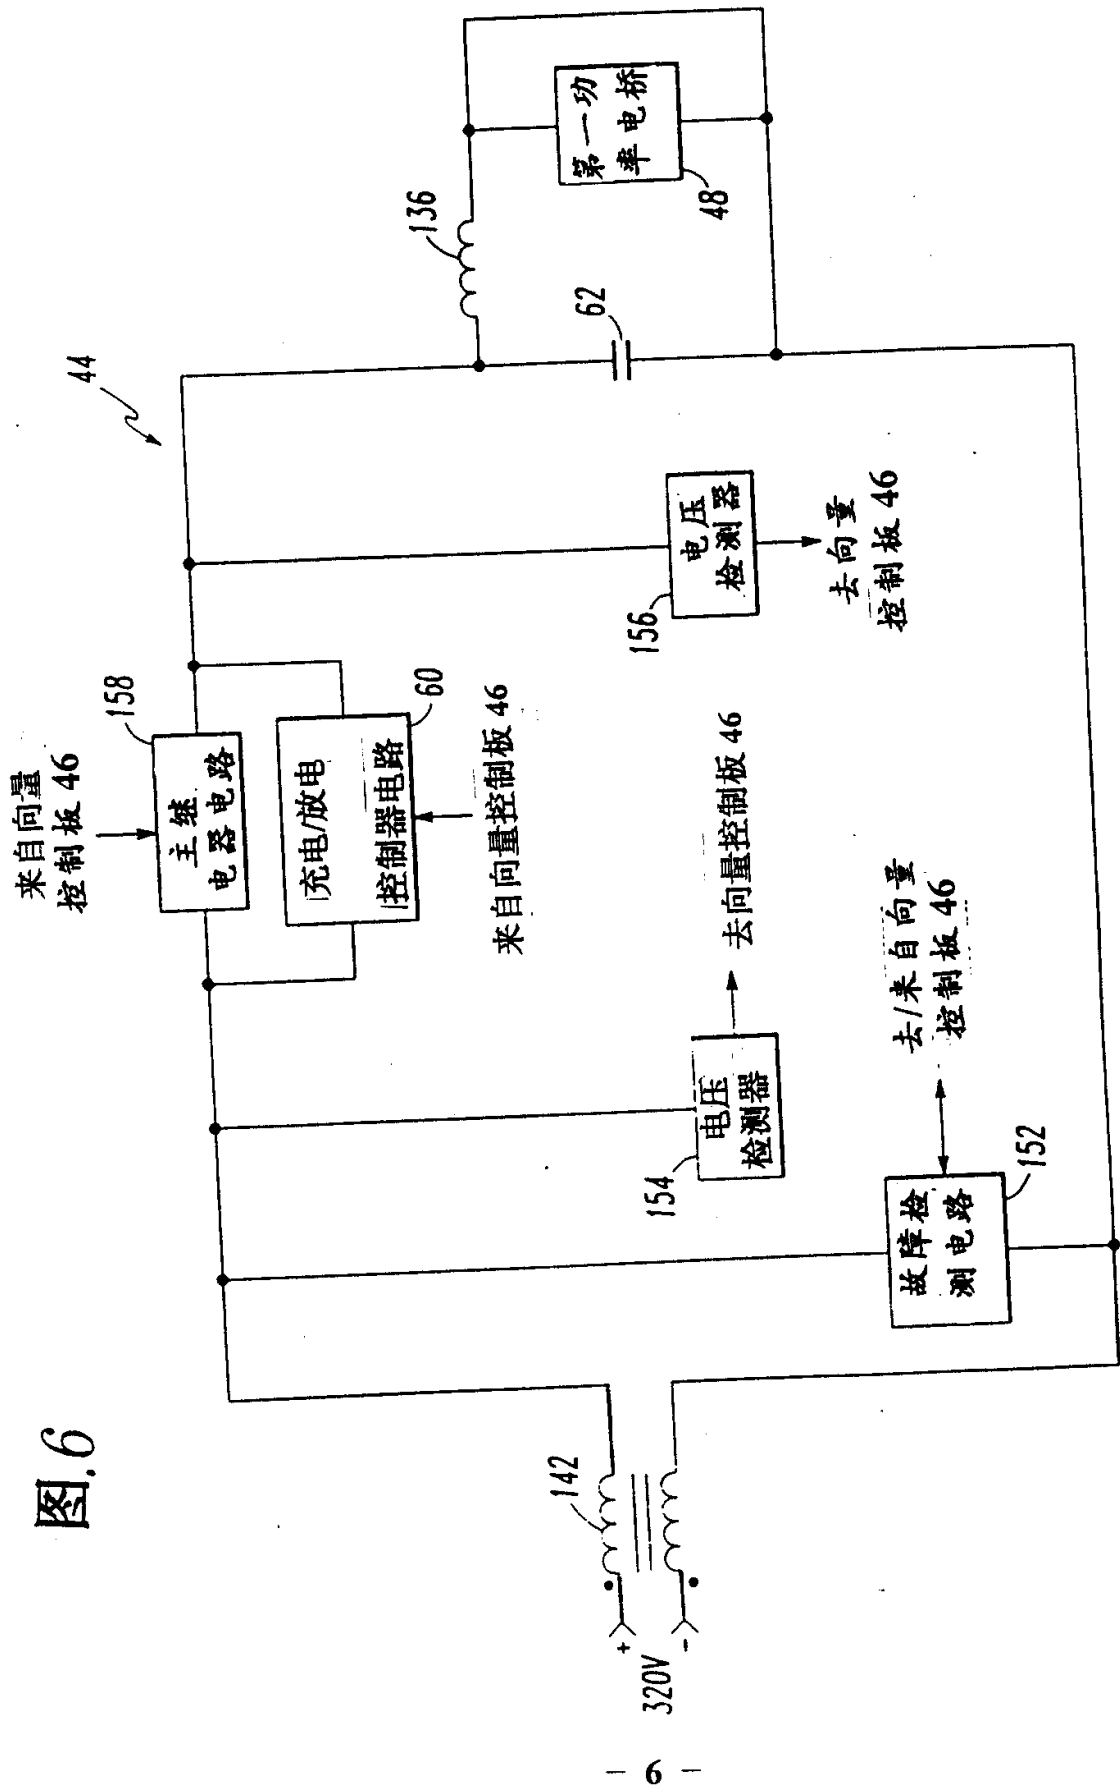 图.6
44
来自向量
控制板 46
158
主继
电器电路
充电/放电
控制器电路
60
来自向量控制板 46
136
第一功
率电桥
48
62
电压
检测器
156
去向量
控制板 46
电压
检测器
154
去向量控制板 46
故障检
测电路
152
去/来自向量
控制板 46
142
+
320V
-
- 6 -